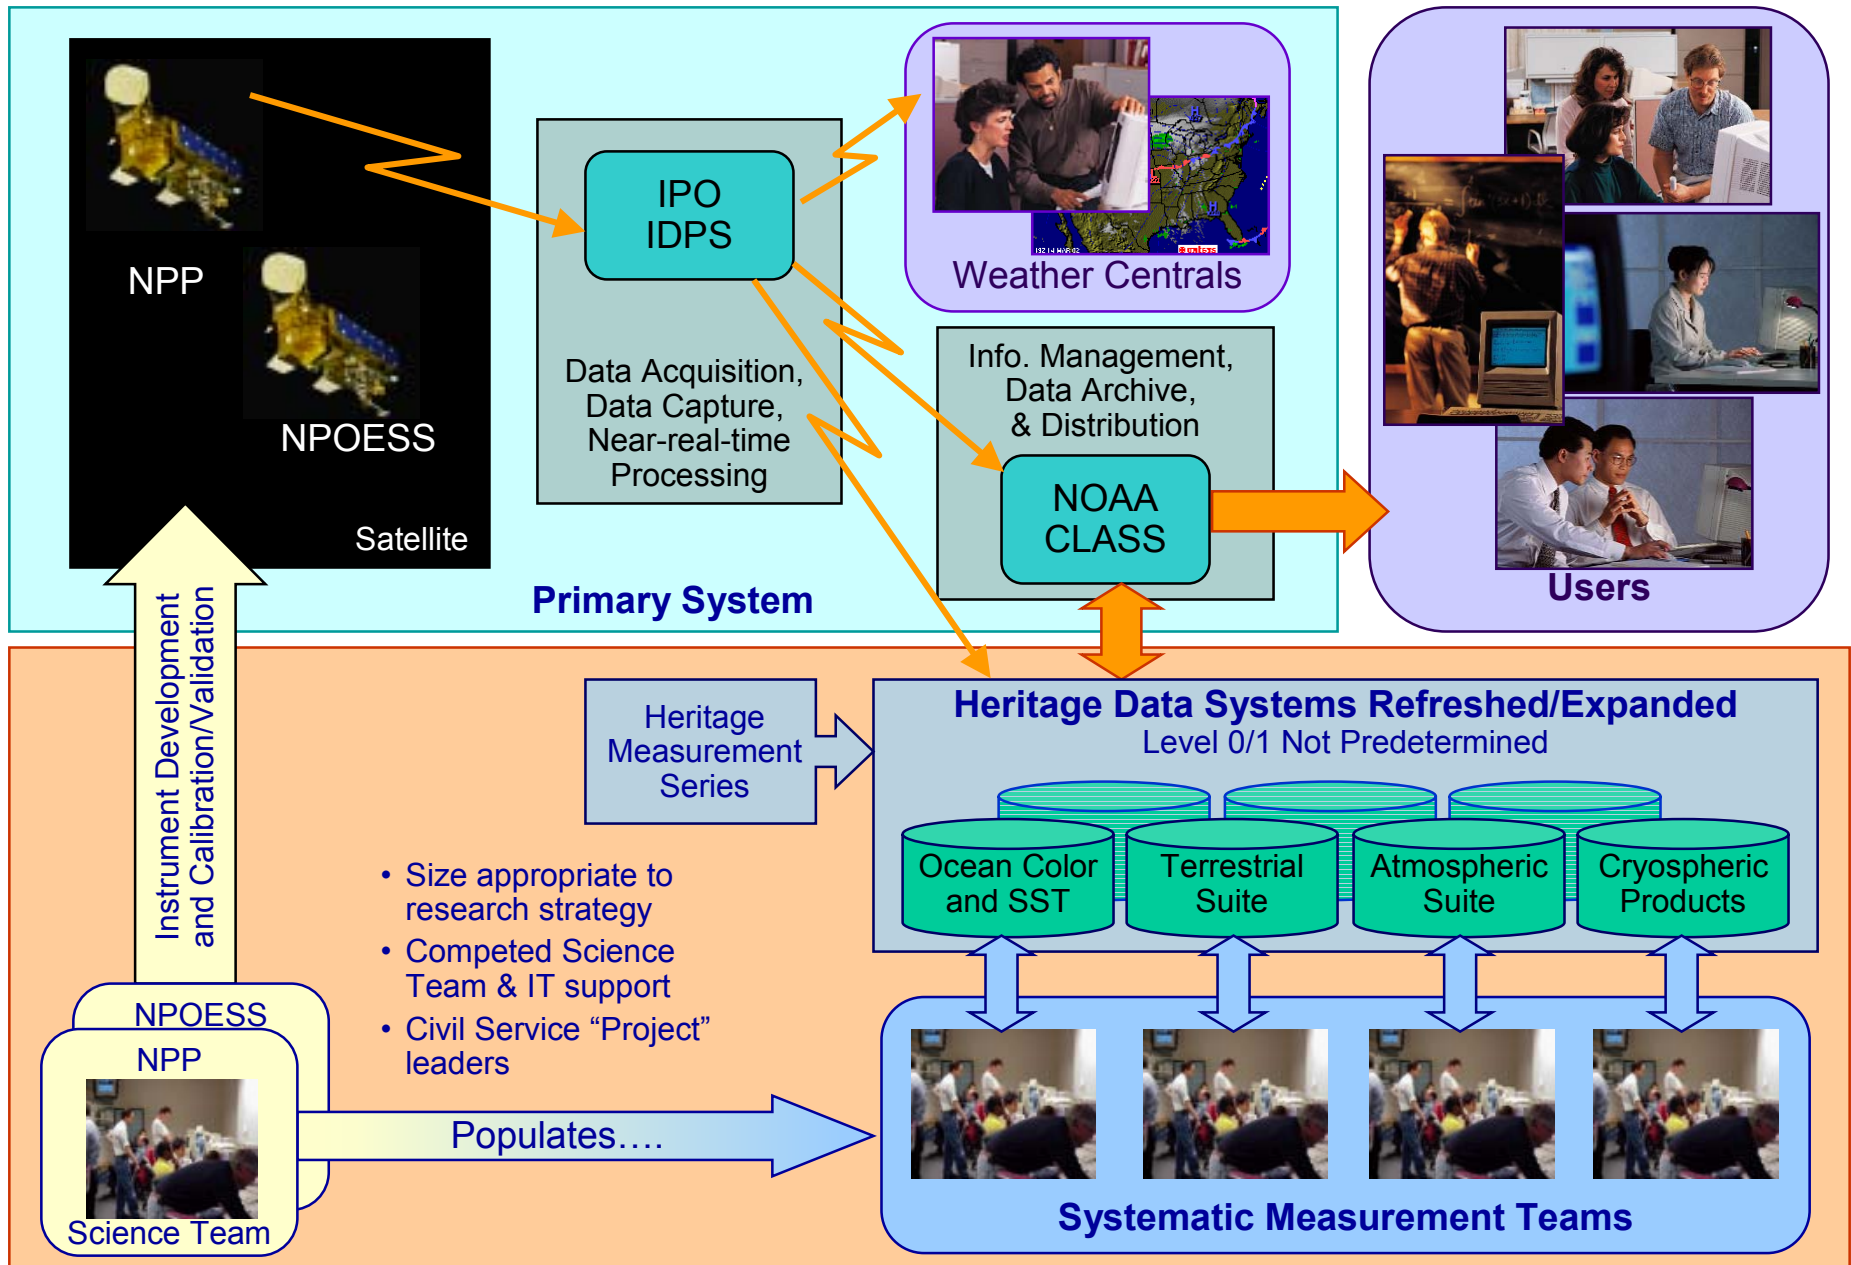 NPP
NPOESS
Satellite
IPO
IDPS
Data Acquisition,
Data Capture,
Near-real-time
Processing
Weather Centrals
Info. Management,
Data Archive,
& Distribution
NOAA
CLASS
Primary System
Users
Instrument Development
and Calibration/Validation
Heritage
Measurement
Series
Heritage Data Systems Refreshed/Expanded
Level 0/1 Not Predetermined
Ocean Color
and SST
Terrestrial
Suite
Atmospheric
Suite
Cryospheric
Products
• Size appropriate to
research strategy
• Competed Science
Team & IT support
• Civil Service “Project”
leaders
NPOESS
NPP
Science Team
Populates….
Systematic Measurement Teams